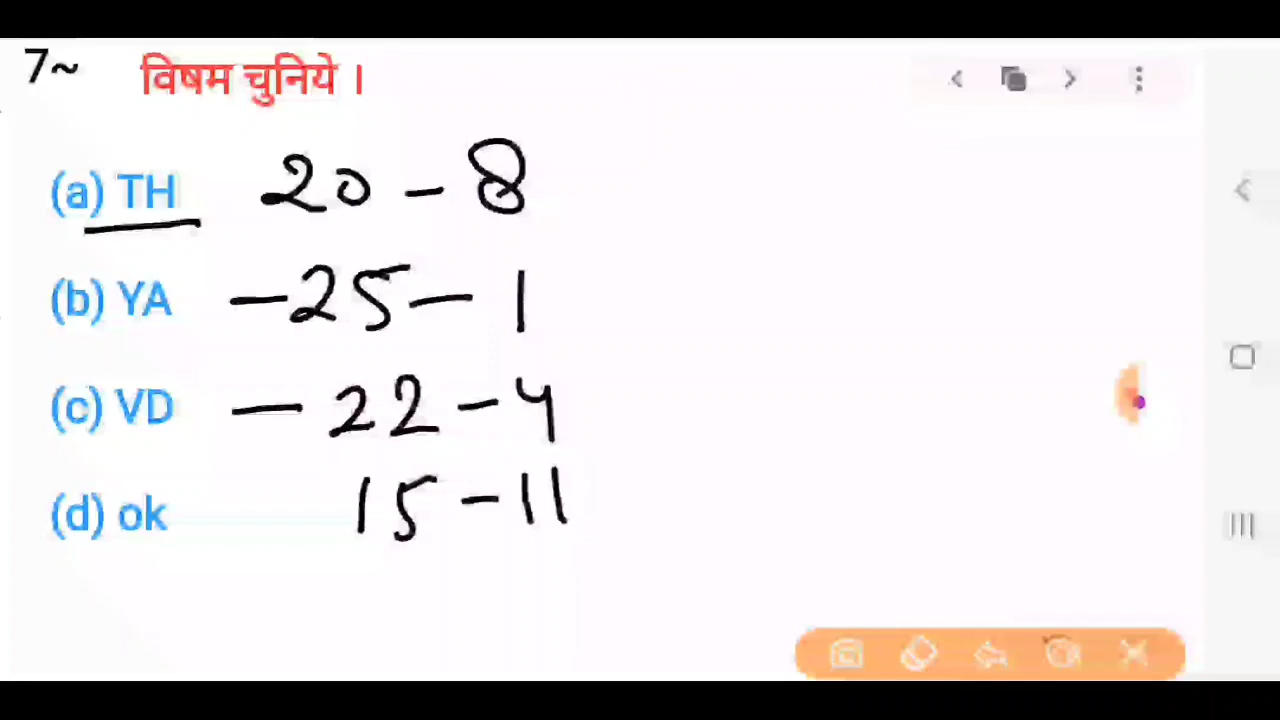 7~ विषम चुनिये ।
(a) TH 20 - 8
(b) YA - 25 - 1
(c) VD - 22 - 4
(d) ok 15 - 11